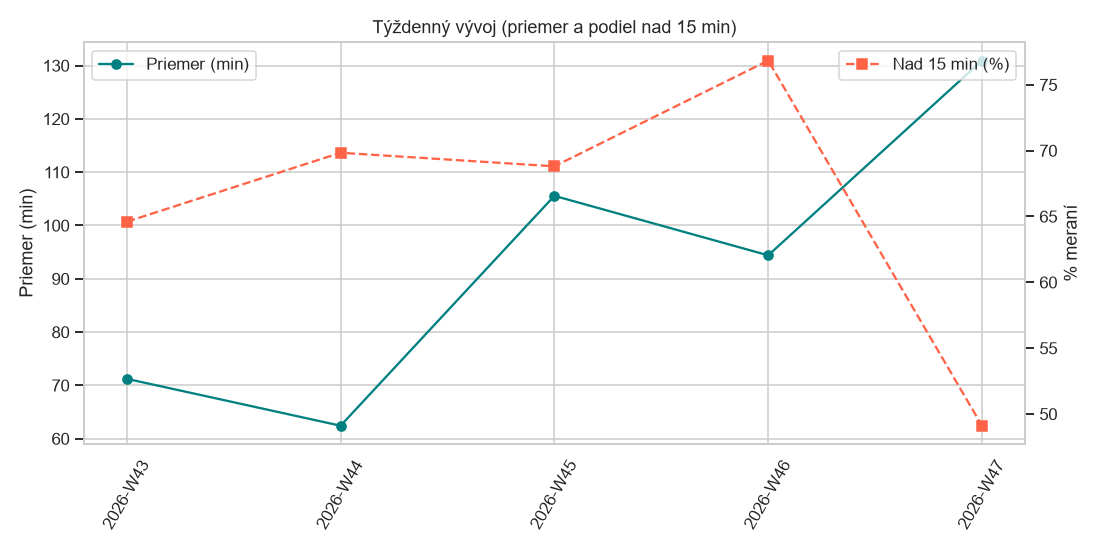 Týždenný vývoj (priemer a podiel nad 15 min)
Priemer (min)
Nad 15 min (%)
130
120
110
100
90
80
70
60
Priemer (min)
75
70
65
60
55
50
% meraní
2026-W43
2026-W44
2026-W45
2026-W46
2026-W47